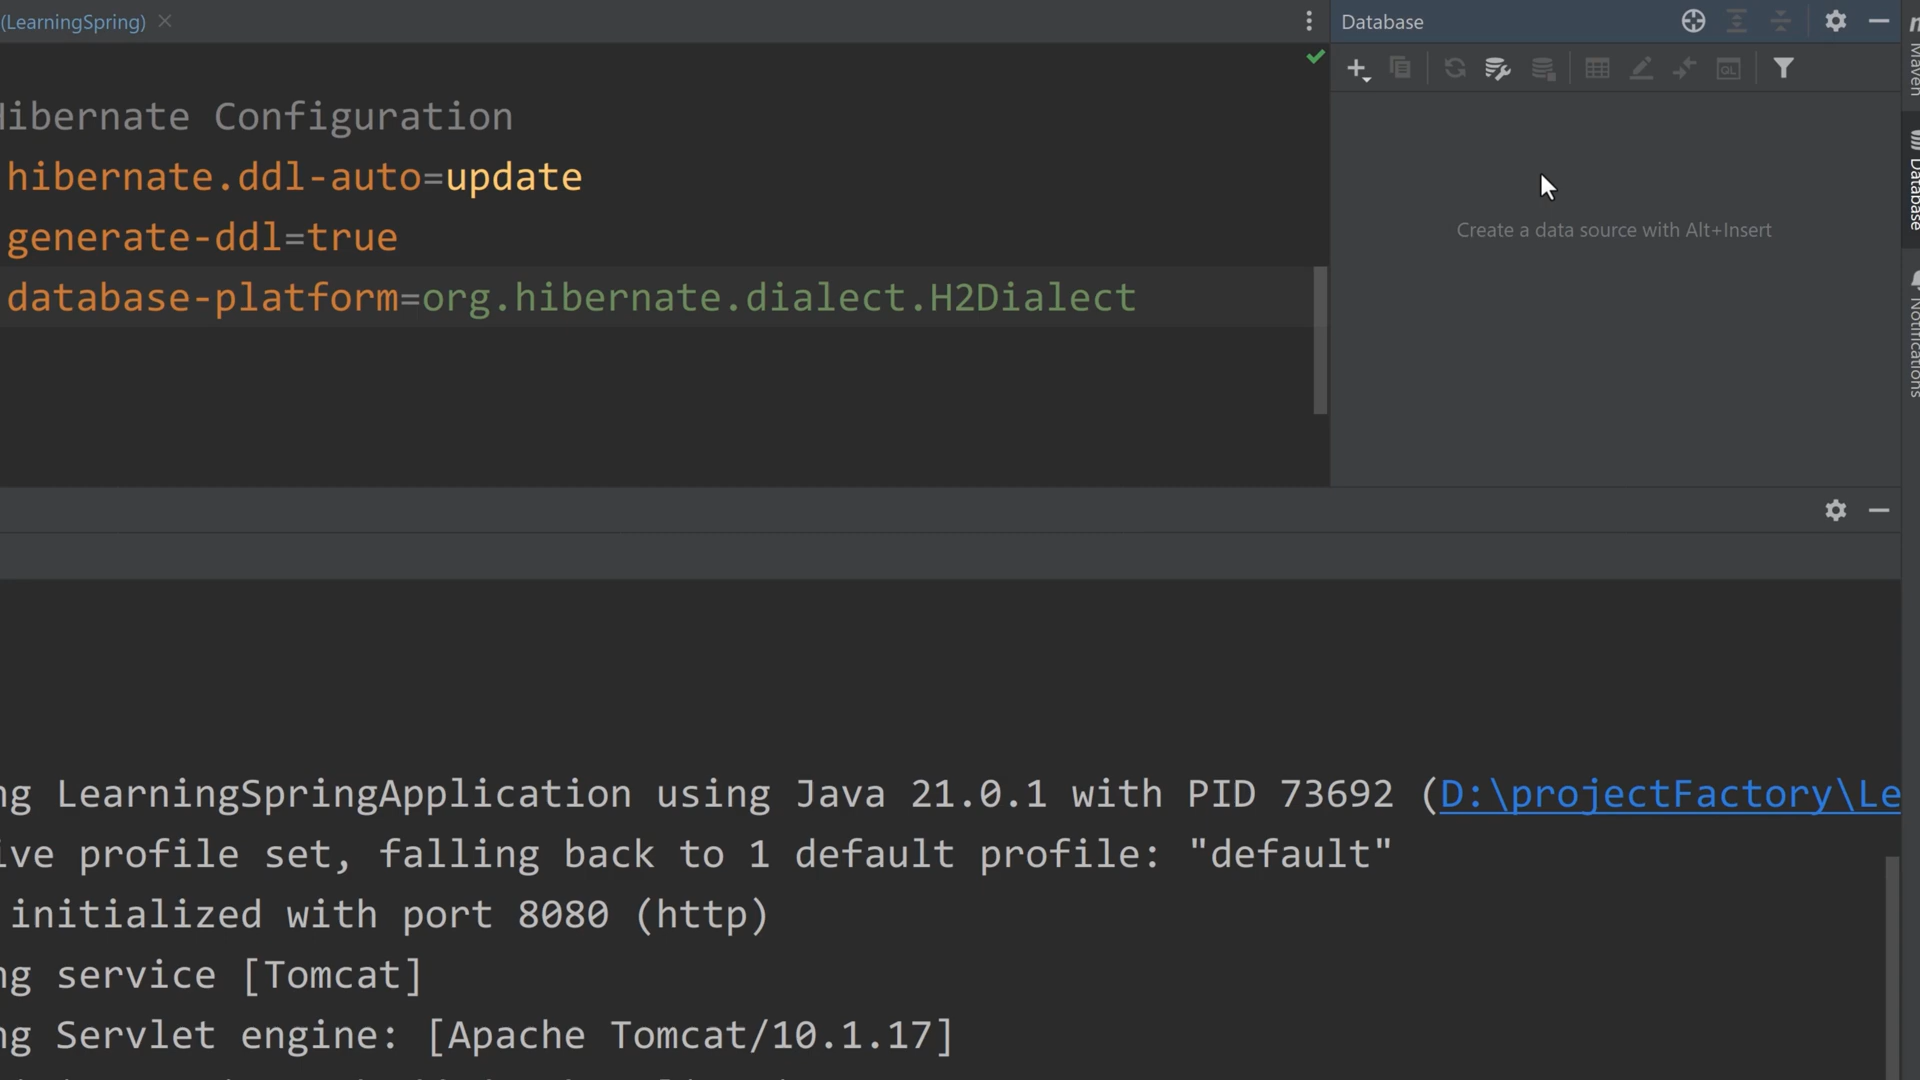 (LearningSpring)
Database
Hibernate Configuration
hibernate.ddl-auto=update
generate-ddl=true
database-platform=org.hibernate.dialect.H2Dialect
Create a data source with Alt+Insert
QL
Maven
Database
Notifications
ng LearningSpringApplication using Java 21.0.1 with PID 73692 (D:\projectFactory\Le
ive profile set, falling back to 1 default profile: "default"
initialized with port 8080 (http)
ng service [Tomcat]
ng Servlet engine: [Apache Tomcat/10.1.17]